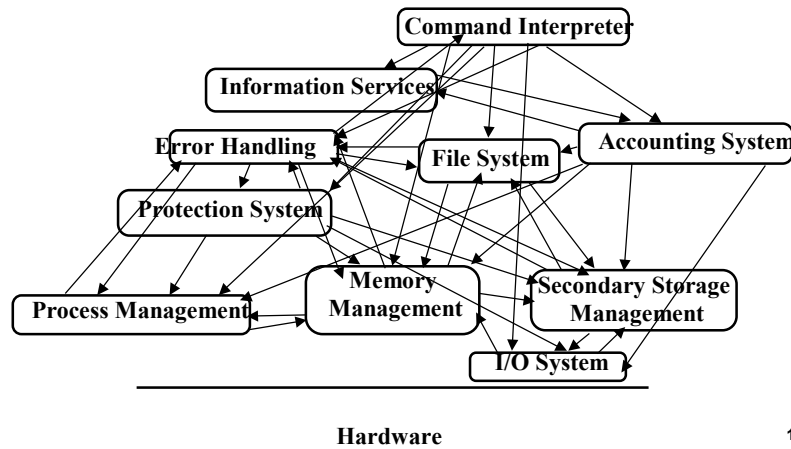 Command Interpreter
Information Services
Error Handling
File System
Accounting System
Protection System
Memory
Management
Secondary Storage
Management
Process Management
I/O System
Hardware
1